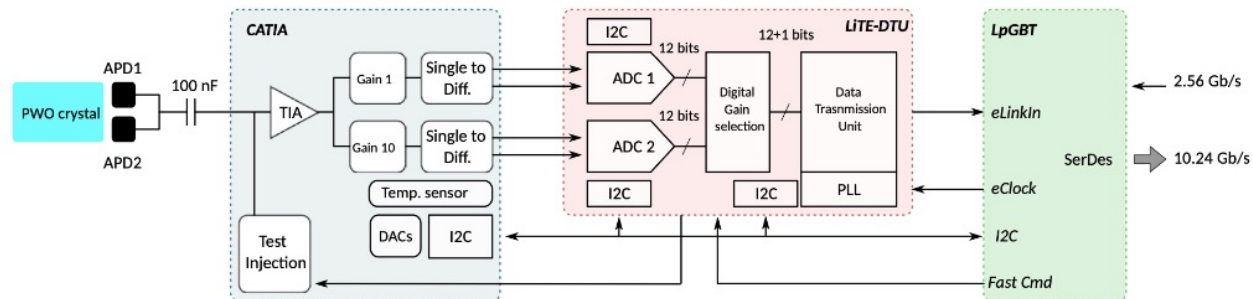 CATIA
LiTE-DTU
LpGBT
I2C
12 bits
12+1 bits
APD1
100 nF
PWO crystal
APD2
TIA
Gain 1
Single to
Diff.
Gain 10
Single to
Diff.
ADC 1
12 bits
ADC 2
Digital
Gain
selection
Data
Trasnmission
Unit
PLL
eLinkIn
2.56 Gb/s
SerDes
10.24 Gb/s
eClock
Temp. sensor
I2C
I2C
DACs
I2C
Test
Injection
I2C
Fast Cmd